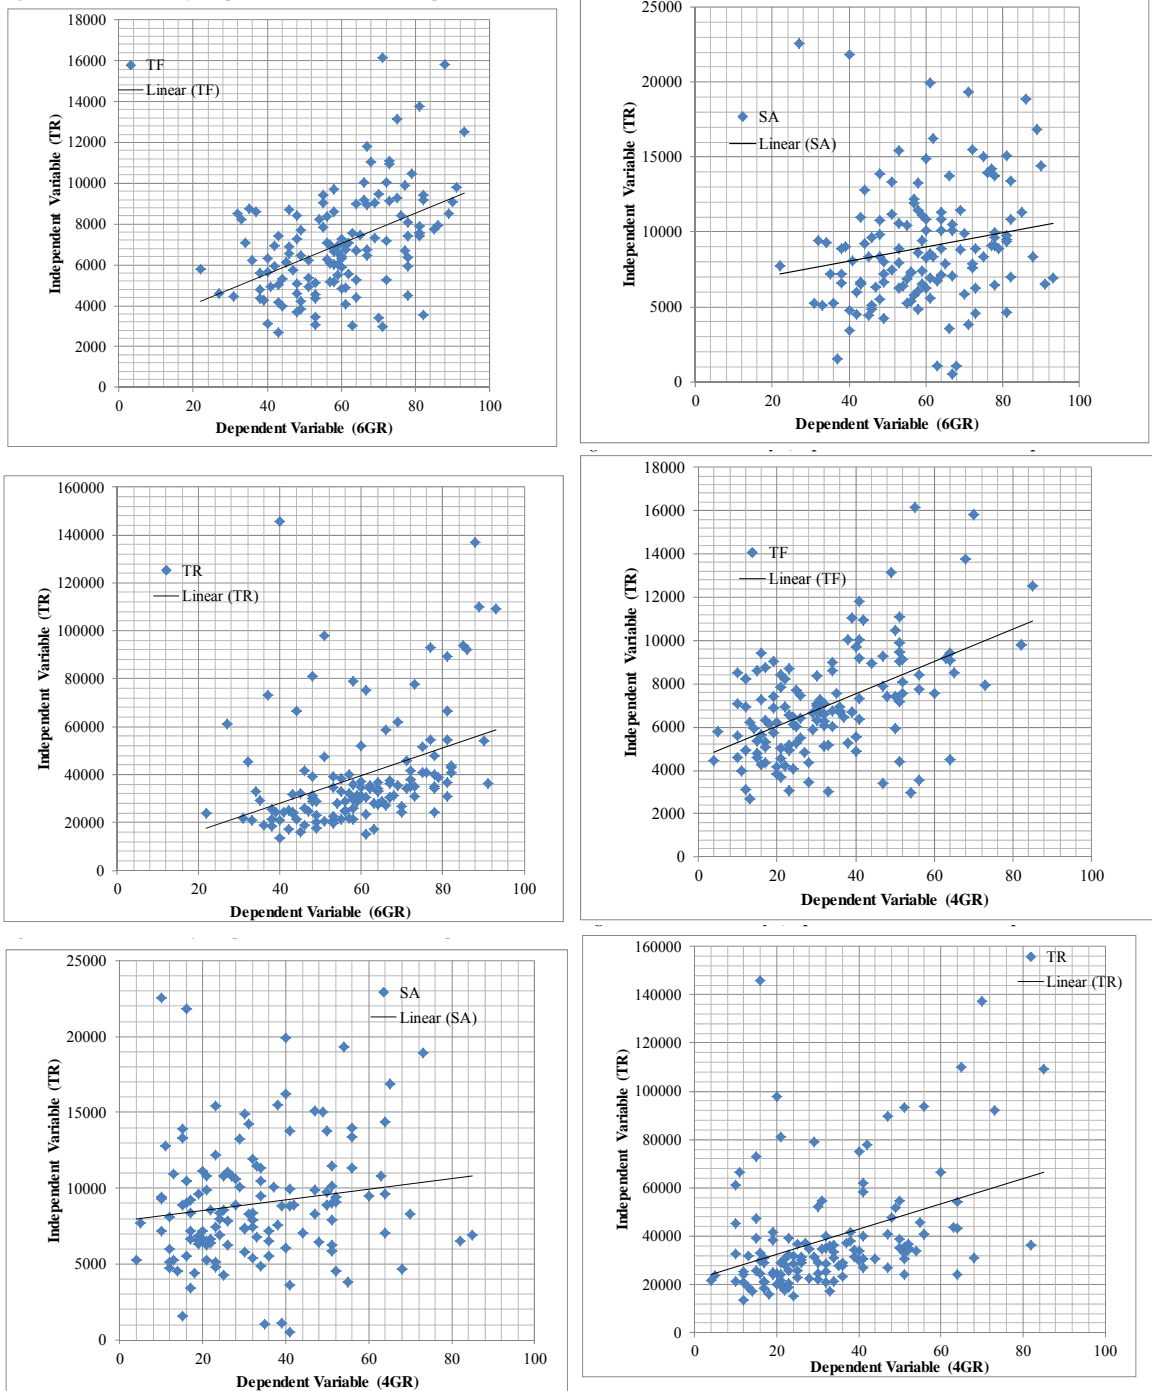 18000
16000
14000
12000
10000
8000
6000
4000
2000
0
TF
Linear (TF)
Independent Variable (TR)
0 20 40 60 80 100
Dependent Variable (6GR)
25000
20000
15000
10000
5000
0
SA
Linear (SA)
Independent Variable (TR)
0 20 40 60 80 100
Dependent Variable (6GR)
160000
140000
120000
100000
80000
60000
40000
20000
0
TR
Linear (TR)
Independent Variable (TR)
0 20 40 60 80 100
Dependent Variable (6GR)
18000
16000
14000
12000
10000
8000
6000
4000
2000
0
TF
Linear (TF)
Independent Variable (TR)
0 20 40 60 80 100
Dependent Variable (4GR)
25000
20000
15000
10000
5000
0
SA
Linear (SA)
Independent Variable (TR)
0 20 40 60 80 100
Dependent Variable (4GR)
160000
140000
120000
100000
80000
60000
40000
20000
0
TR
Linear (TR)
Independent Variable (TR)
0 20 40 60 80 100
Dependent Variable (4GR)